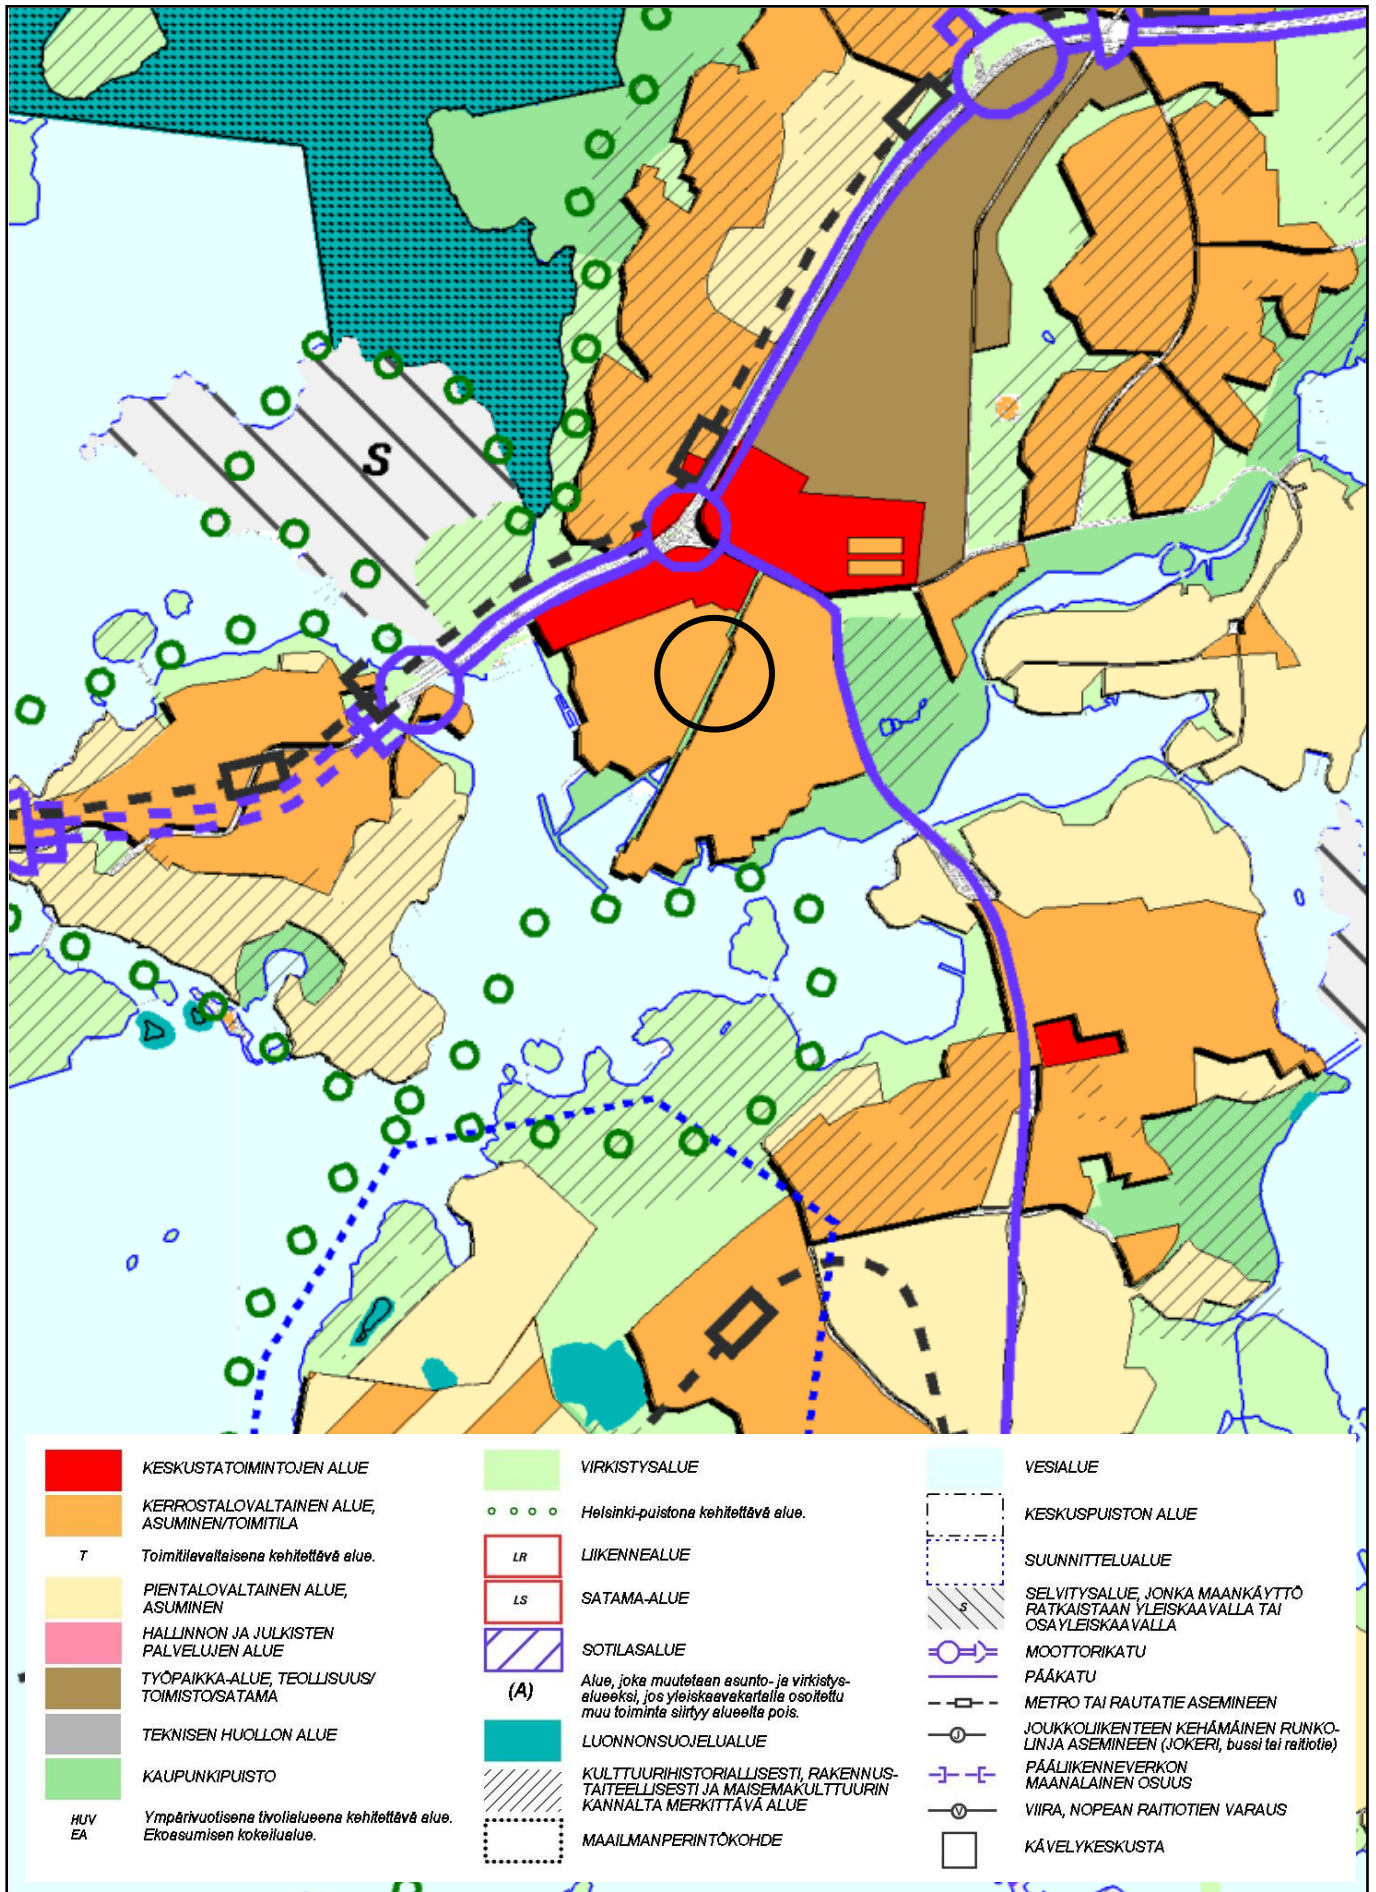 S
KESKUSTATOIMINTOJEN ALUE
KERROSTALOVALTAINEN ALUE,
ASUMINEN/TOIMITILA
T Toimitilavaltaisena kehitettävä alue.
PIENTALOVALTAINEN ALUE,
ASUMINEN
HALLINNON JA JULKISTEN
PALVELUJEN ALUE
TYÖPAIKKA-ALUE, TEOLLISUUS/
TOIMISTO/SATAMA
TEKNISEN HUOLLON ALUE
KAUPUNKIPUISTO
HUV Ympärivuotisena tivolialueena kehitettävä alue.
EA Ekoasumisen kokeilualue.
VIRKISTYSALUE
Helsinki-puistona kehitettävä alue.
LR LIIKENNEALUE
LS SATAMA-ALUE
SOTILASALUE
(A) Alue, joka muutetaan asunto- ja virkistys-
alueeksi, jos yleiskaavakartalla osoitettu
muu toiminta siirtyy alueelta pois.
LUONNONSUOJELUALUE
KULTTUURIHISTORIALLISESTI, RAKENNUS-
TAITEELLISESTI JA MAISEMAKULTTUURIN
KANNALTA MERKITTÄVÄ ALUE
MAAILMANPERINTÖKOHDE
VESIALUE
KESKUSPUISTON ALUE
SUUNNITTELUALUE
S SELVITYSALUE, JONKA MAANKÄYTTÖ
RATKAISTAAN YLEISKAAVALLA TAI
OSAYLEISKAAVALLA
MOOTTORIKATU
PÄÄKATU
METRO TAI RAUTATIE ASEMINEEN
J JOUKKOLIIKENTEEN KEHÄMÄINEN RUNKO-
LINJA ASEMINEEN (JOKERI, bussi tai raitiotie)
PÄÄLIIKENNEVERKON
MAANALAINEN OSUUS
V VIIRA, NOPEAN RAITIOTIEN VARAUS
KÄVELYKESKUSTA